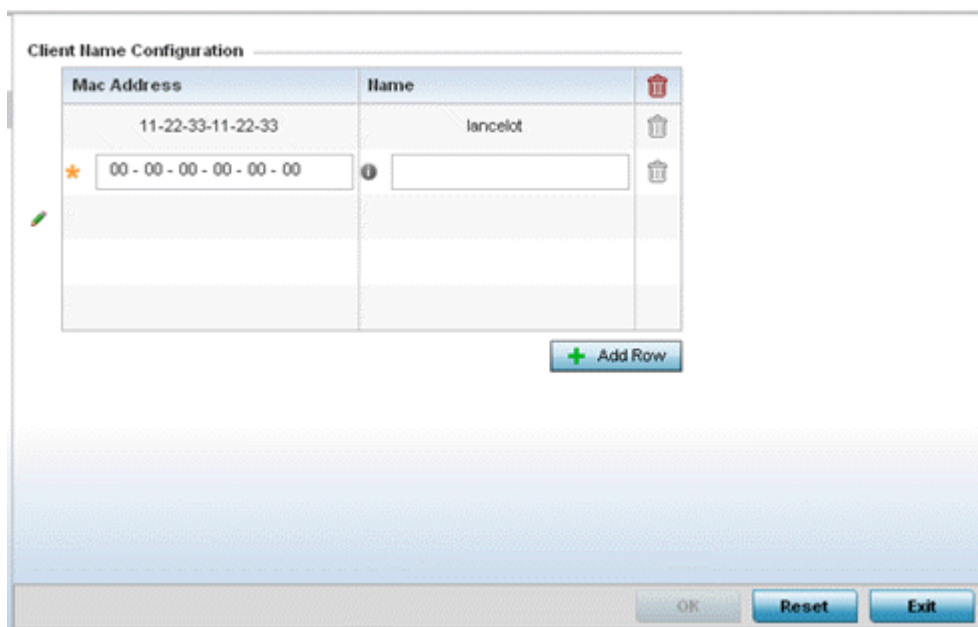 Client Name Configuration
Mac Address Name
11-22-33-11-22-33 lancelot
00 - 00 - 00 - 00 - 00 - 00
Add Row
OK Reset Exit